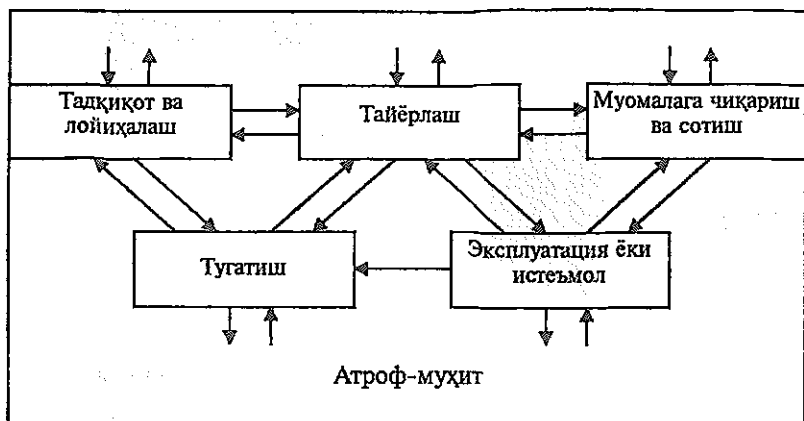 Тадқиқот ва
лойиҳалаш
Тайёрлаш
Муомалага чиқариш
ва сотиш
Тугатиш
Эксплуатация ёки
истеъмол
Атроф-муҳит